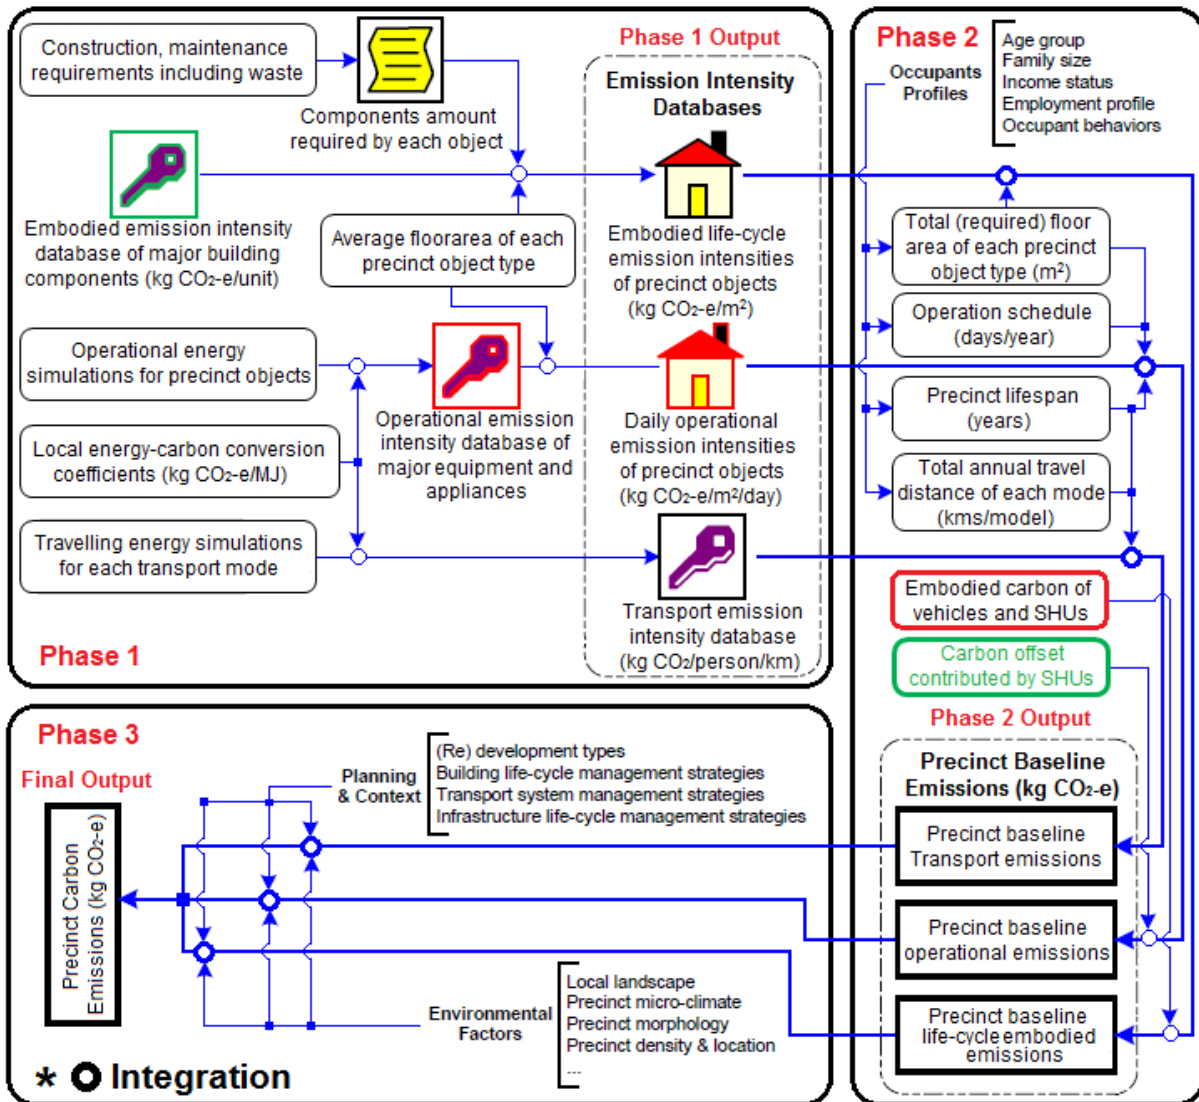 Construction, maintenance
requirements including waste
Components amount
required by each object
Embodied emission intensity
database of major building
components (kg CO₂-e/unit)
Average floorarea of each
precinct object type
Operational energy
simulations for precinct objects
Local energy-carbon conversion
coefficients (kg CO₂-e/MJ)
Travelling energy simulations
for each transport mode
Operational emission
intensity database of
major equipment and
appliances
Phase 1
Phase 1 Output
Emission Intensity
Databases
Embodied life-cycle
emission intensities
of precinct objects
(kg CO₂-e/m²)
Daily operational
emission intensities
of precinct objects
(kg CO₂-e/m²/day)
Transport emission
intensity database
(kg CO₂/person/km)
Phase 2
Occupants
Profiles
Age group
Family size
Income status
Employment profile
Occupant behaviors
Total (required) floor
area of each precinct
object type (m²)
Operation schedule
(days/year)
Precinct lifespan
(years)
Total annual travel
distance of each mode
(kms/model)
Embodied carbon of
vehicles and SHUs
Carbon offset
contributed by SHUs
Phase 2 Output
Precinct Baseline
Emissions (kg CO₂-e)
Precinct baseline
Transport emissions
Precinct baseline
operational emissions
Precinct baseline
life-cycle embodied
emissions
Phase 3
Final Output
Precinct Carbon
Emissions (kg CO₂-e)
Planning
& Context
(Re) development types
Building life-cycle management strategies
Transport system management strategies
Infrastructure life-cycle management strategies
Environmental
Factors
Local landscape
Precinct micro-climate
Precinct morphology
Precinct density & location
...
* Integration